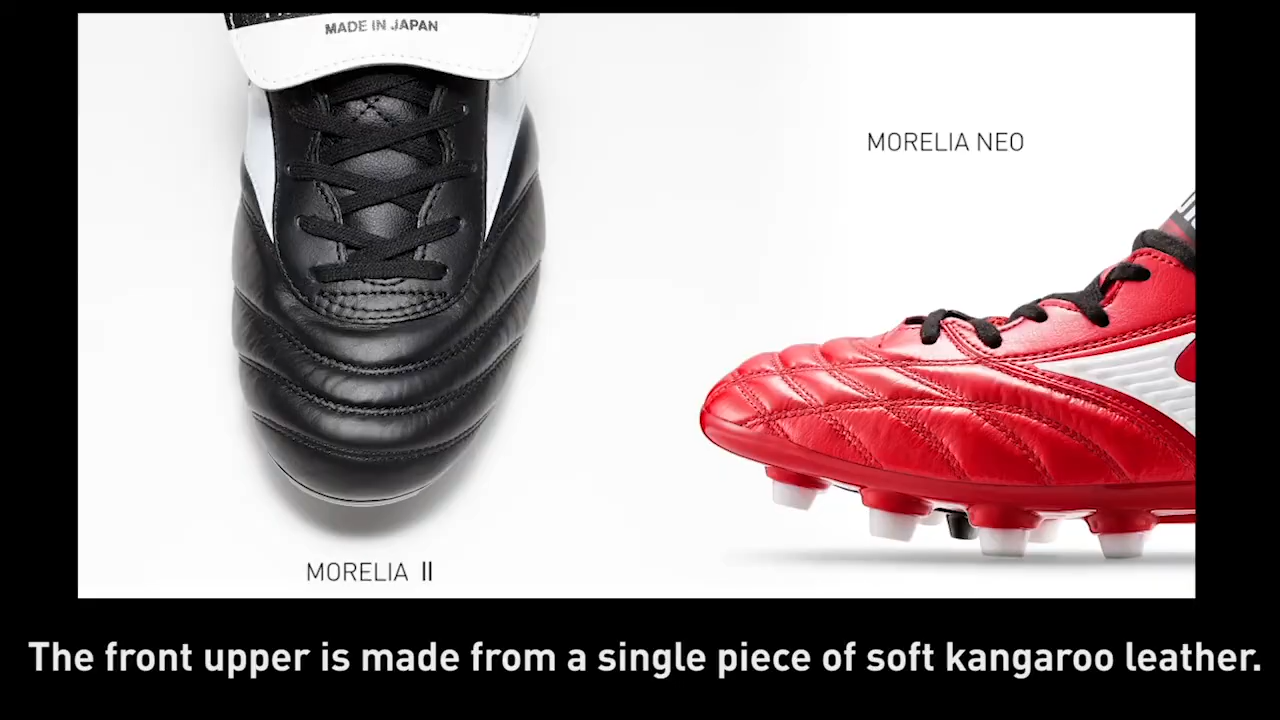 MADE IN JAPAN
MORELIA NEO
MORELIA II
The front upper is made from a single piece of soft kangaroo leather.